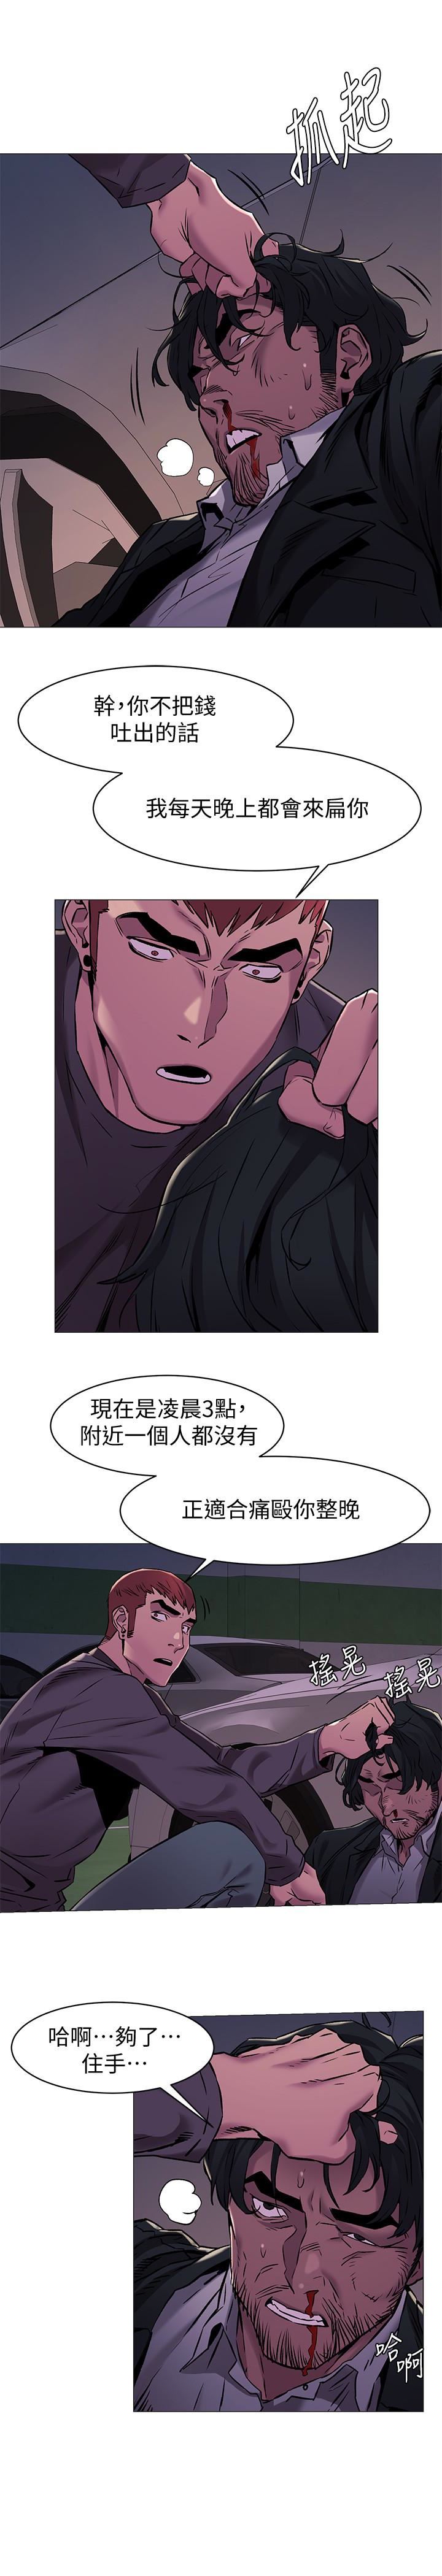 抓起
幹，你不把錢
吐出的話
我每天晚上都會來扁你
現在是凌晨3點，
附近一個人都沒有
正適合痛毆你整晚
搖晃
搖晃
哈啊⋯夠了⋯
住手⋯
哈啊